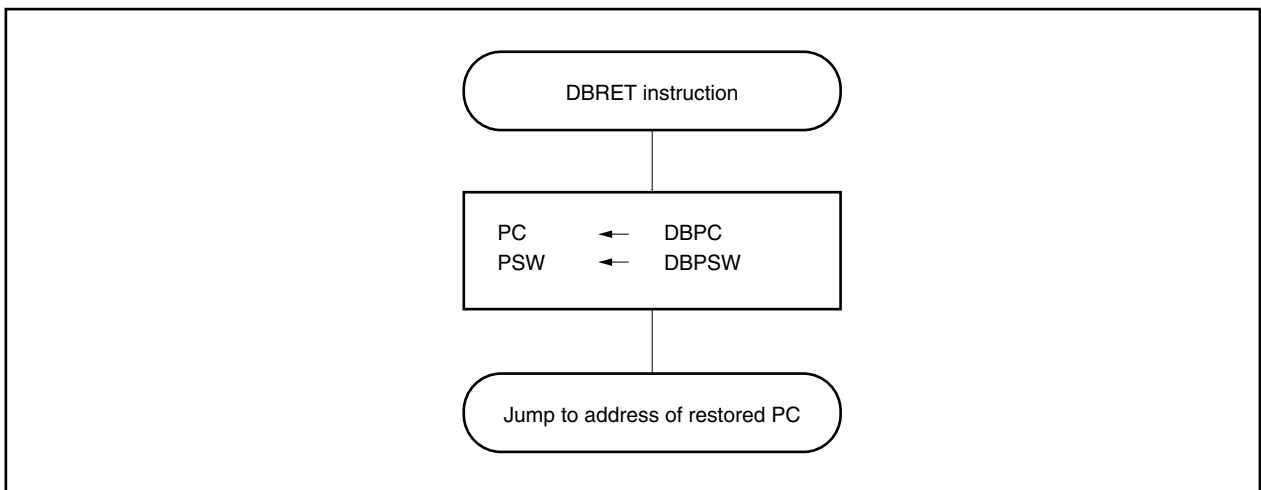 DBRET instruction
PC ← DBPC
PSW ← DBPSW
Jump to address of restored PC